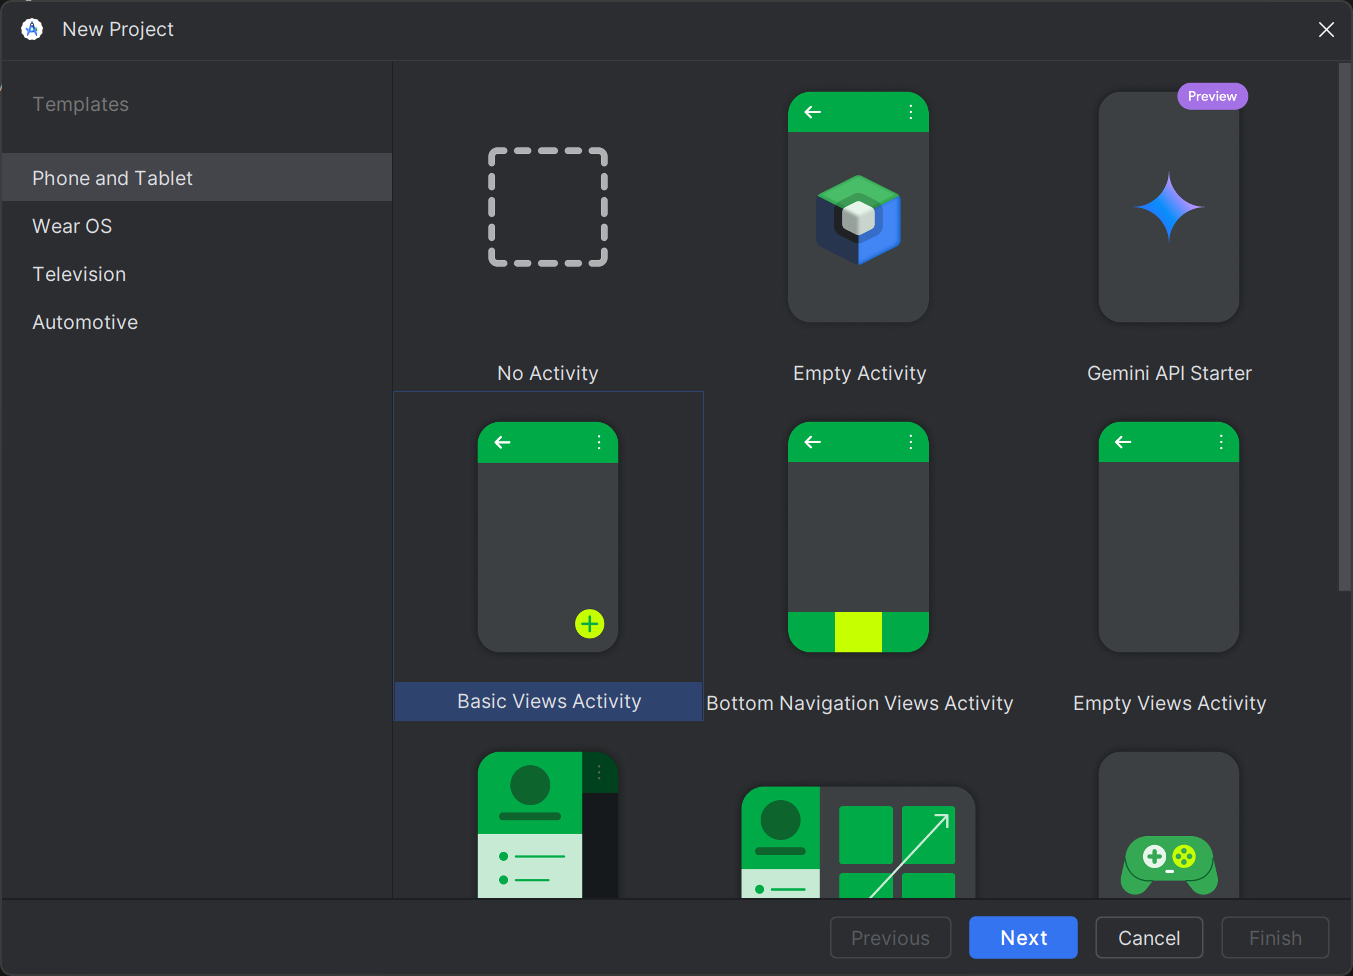 New Project
Templates
Phone and Tablet
Wear OS
Television
Automotive
Preview
No Activity
Empty Activity
Gemini API Starter
Basic Views Activity
Bottom Navigation Views Activity
Empty Views Activity
Previous
Next
Cancel
Finish